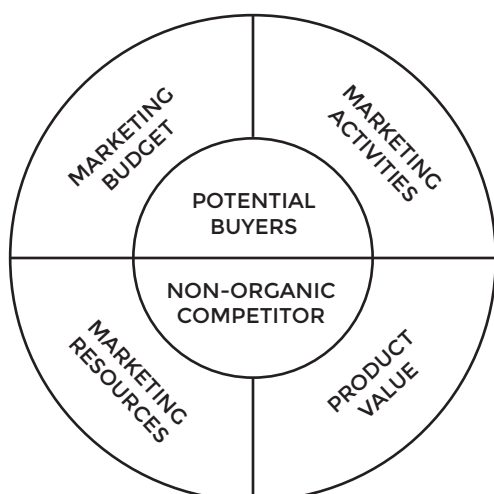 MARKETING
BUDGET
MARKETING
ACTIVITIES
POTENTIAL
BUYERS
NON-ORGANIC
COMPETITOR
MARKETING
RESOURCES
PRODUCT
VALUE